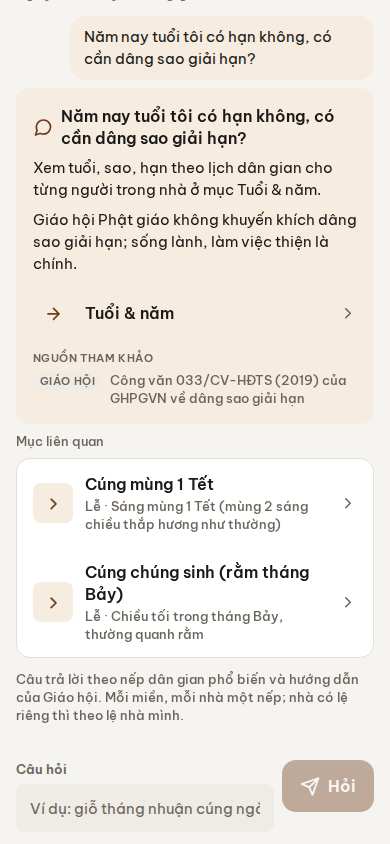 Năm nay tuổi tôi có hạn không, có
cần dâng sao giải hạn?
Năm nay tuổi tôi có hạn không, có
cần dâng sao giải hạn?
Xem tuổi, sao, hạn theo lịch dân gian cho
từng người trong nhà ở mục Tuổi & năm.
Giáo hội Phật giáo không khuyến khích dâng
sao giải hạn; sống lành, làm việc thiện là
chính.
Tuổi & năm
NGUỒN THAM KHẢO
GIÁO HỘI Công văn 033/CV-HĐTS (2019) của
GHPGVN về dâng sao giải hạn
Mục liên quan
Cúng mùng 1 Tết
Lễ · Sáng mùng 1 Tết (mùng 2 sáng
chiều thắp hương như thường)
Cúng chúng sinh (rằm tháng
Bảy)
Lễ · Chiều tối trong tháng Bảy,
thường quanh rằm
Câu trả lời theo nếp dân gian phổ biến và hướng dẫn
của Giáo hội. Mỗi miền, mỗi nhà một nếp; nhà có lệ
riêng thì theo lệ nhà mình.
Câu hỏi
Ví dụ: giỗ tháng nhuận cúng
Hỏi